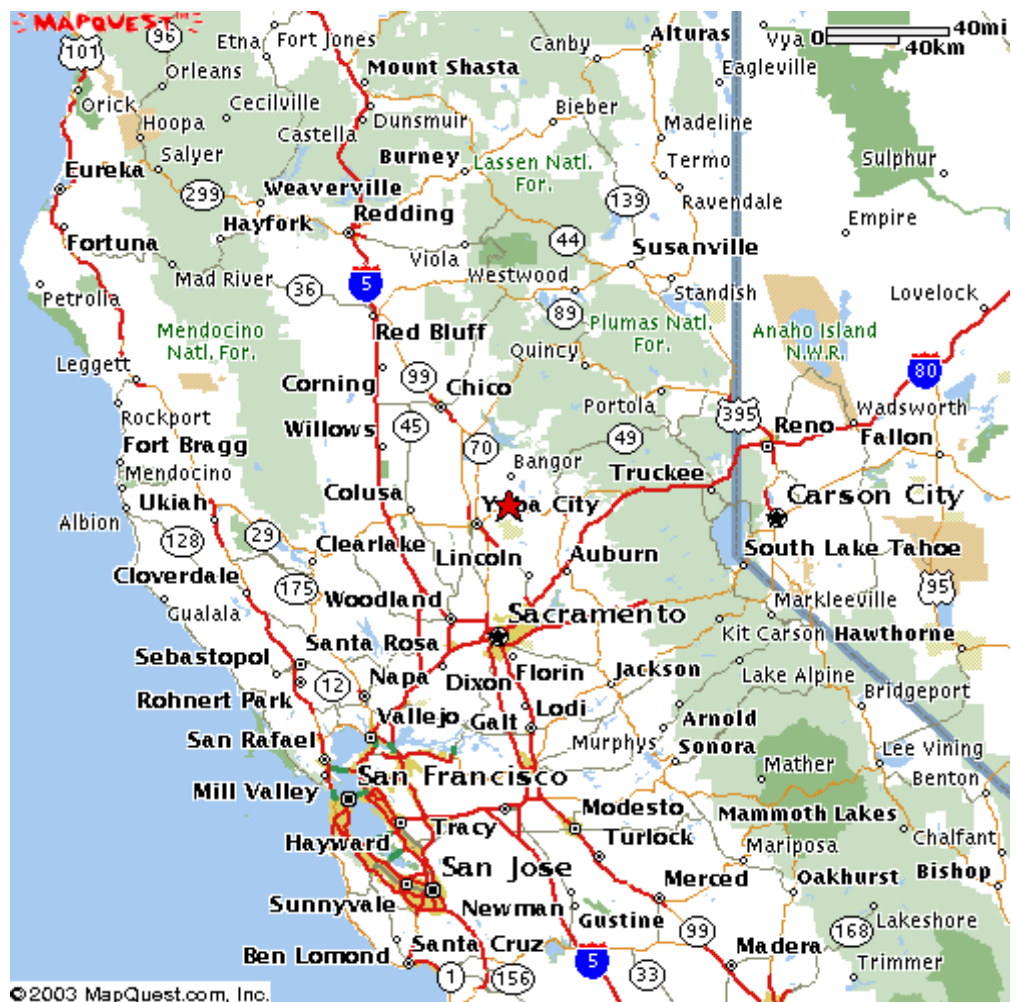 MAPQUEST™
96
Etna
Fort Jones
Alturas
Vya
0
40mi
40km
101
Orleans
Canby
Eagleville
Mount Shasta
Orick
Cecilville
Bieber
Hoopa
Castella
Dunsmuir
Madeline
Salyer
Burney
Lassen Natl.
For.
Termo
Sulphur
Eureka
299
Weaverville
139
Ravendale
Hayfork
Redding
Empire
Fortuna
44
Susanville
Viola
Mad River
36
5
Westwood
Standish
Lovelock
Petrolia
89
Mendocino
Natl. For.
Red Bluff
Plumas Natl.
For.
Anaho Island
N.W.R.
Quincy
Leggett
Corning
99
Chico
80
Rockport
Portola
395
Wadsworth
Fort Bragg
Willows
45
49
Reno
Fallon
Mendocino
70
Bangor
Truckee
Ukiah
Colusa
City
Carson City
Albion
128
29
Clearlake
Lincoln
Auburn
South Lake Tahoe
Cloverdale
175
95
Gualala
Woodland
Sacramento
Markleeville
Kit Carson
Hawthorne
Santa Rosa
Sebastopol
Napa
Dixon
Florin
Jackson
Lake Alpine
Rohnert Park
12
Bridgeport
Vallejo
Galt
Lodi
Arnold
San Rafael
Murphys
Sonora
Lee Vining
Mill Valley
San Francisco
Mather
Benton
Modesto
Mammoth Lakes
Hayward
Tracy
Turlock
Chalfant
Mariposa
San Jose
Merced
Oakhurst
Bishop
Sunnyvale
Newman
Gustine
Lakeshore
Ben Lomond
Santa Cruz
99
168
Madera
1
156
5
33
Trimmer
©2003 MapQuest.com, Inc.